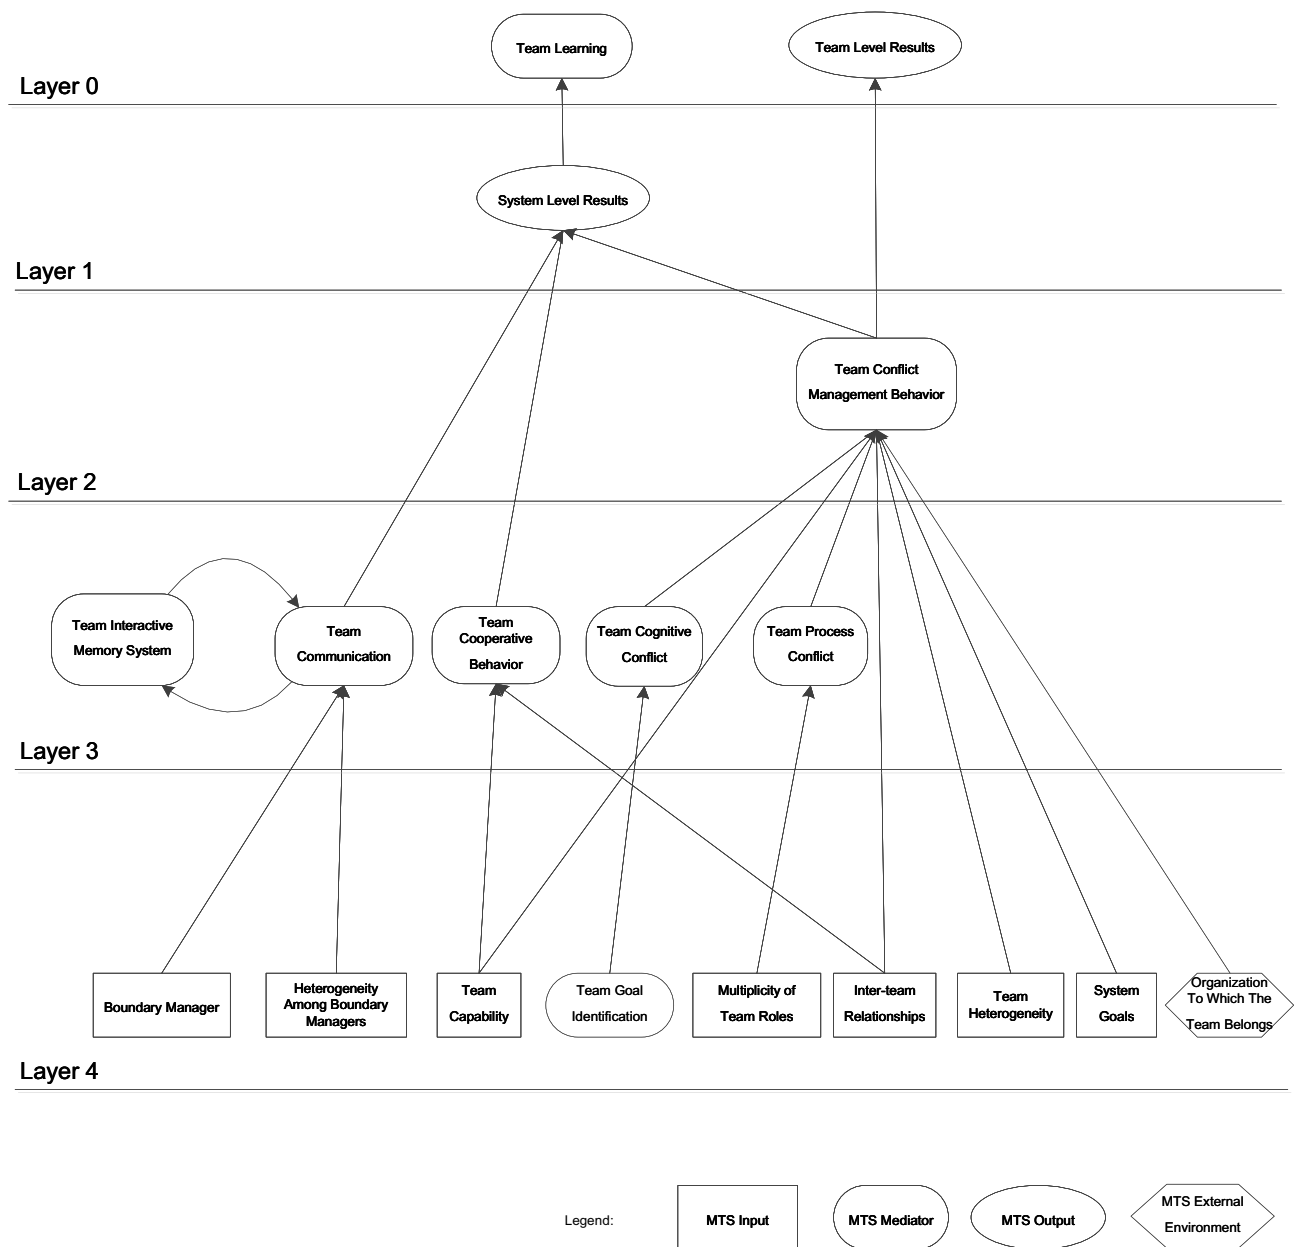 Team Learning
Team Level Results
Layer 0
System Level Results
Layer 1
Team Conflict
Management Behavior
Layer 2
Team Interactive
Memory System
Team
Communication
Team
Cooperative
Behavior
Team Cognitive
Conflict
Team Process
Conflict
Layer 3
Boundary Manager
Heterogeneity
Among Boundary
Managers
Team
Capability
Team Goal
Identification
Multiplicity of
Team Roles
Inter-team
Relationships
Team
Heterogeneity
System
Goals
Organization
To Which The
Team Belongs
Layer 4
Legend:
MTS Input
MTS Mediator
MTS Output
MTS External
Environment